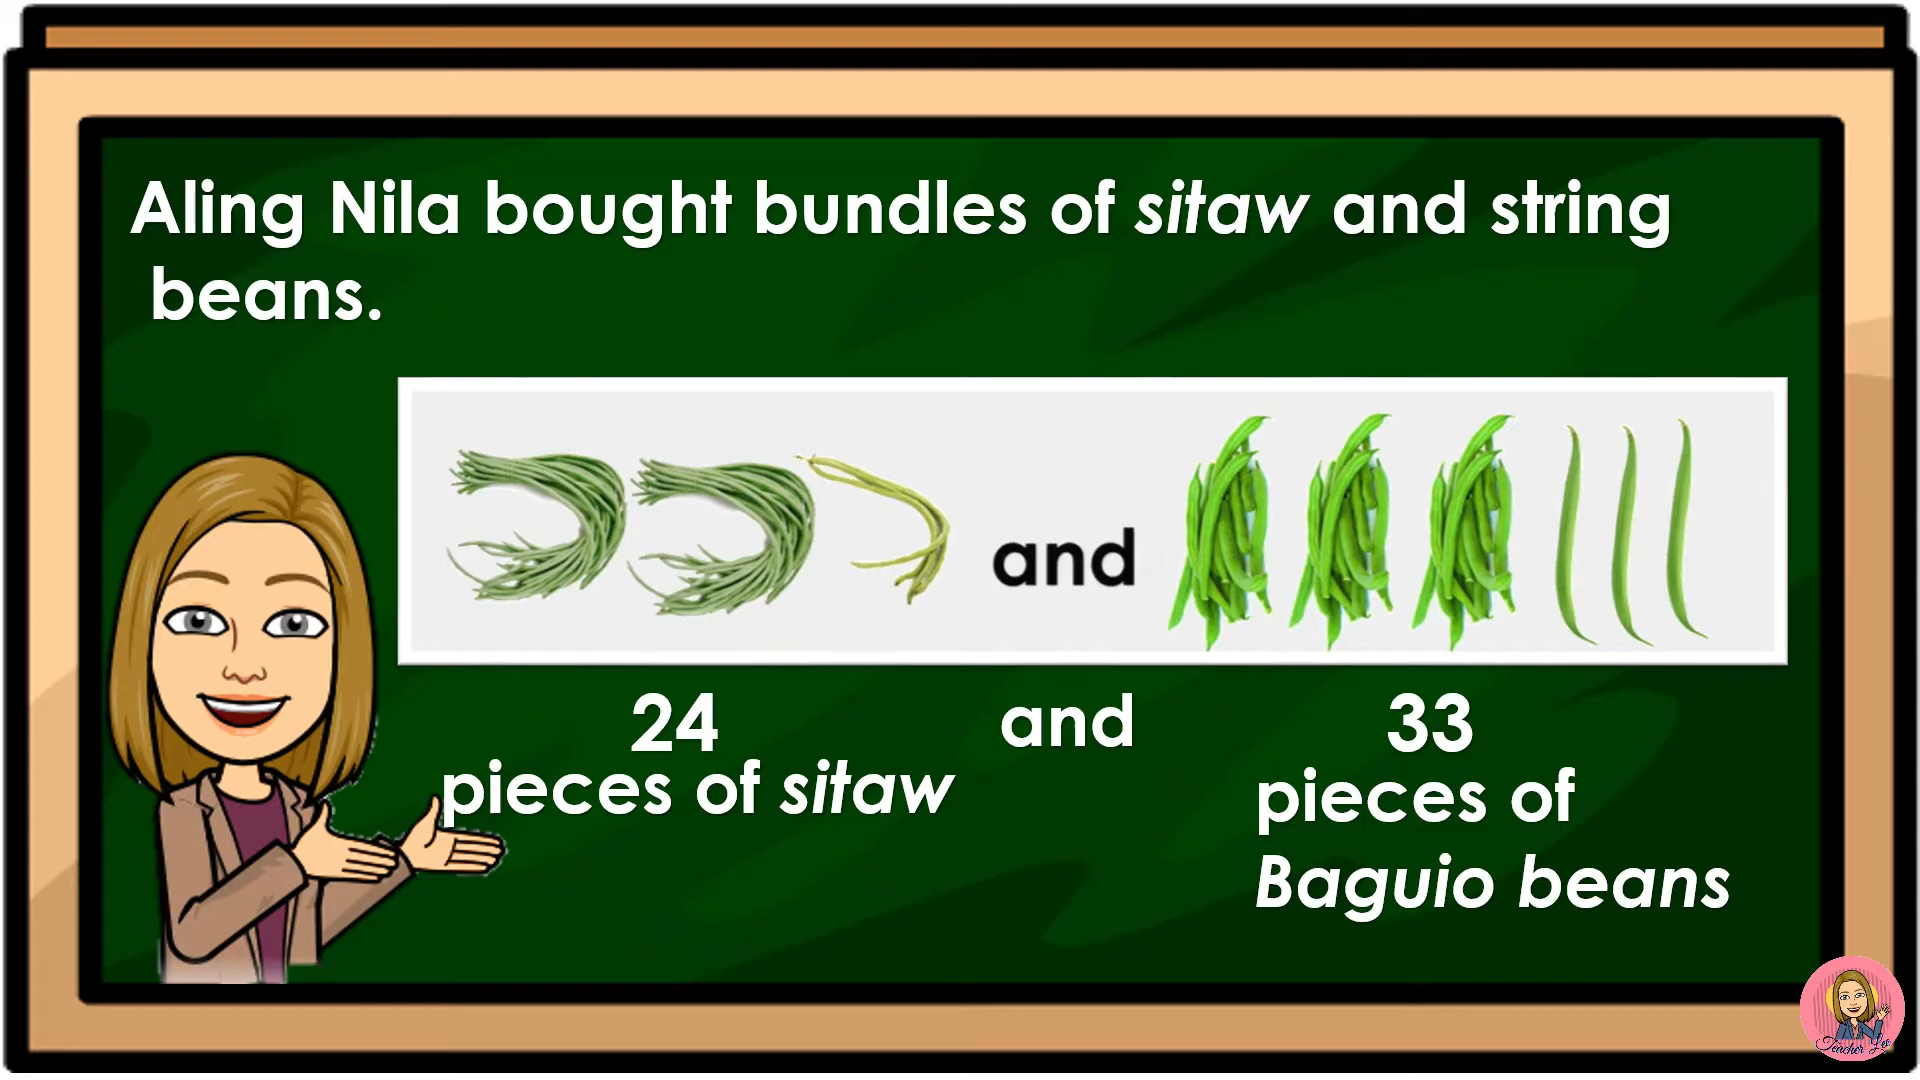 Aling Nila bought bundles of sitaw and string
beans.
and
24 and 33
pieces of sitaw
pieces of
Baguio beans
Teacher Lee